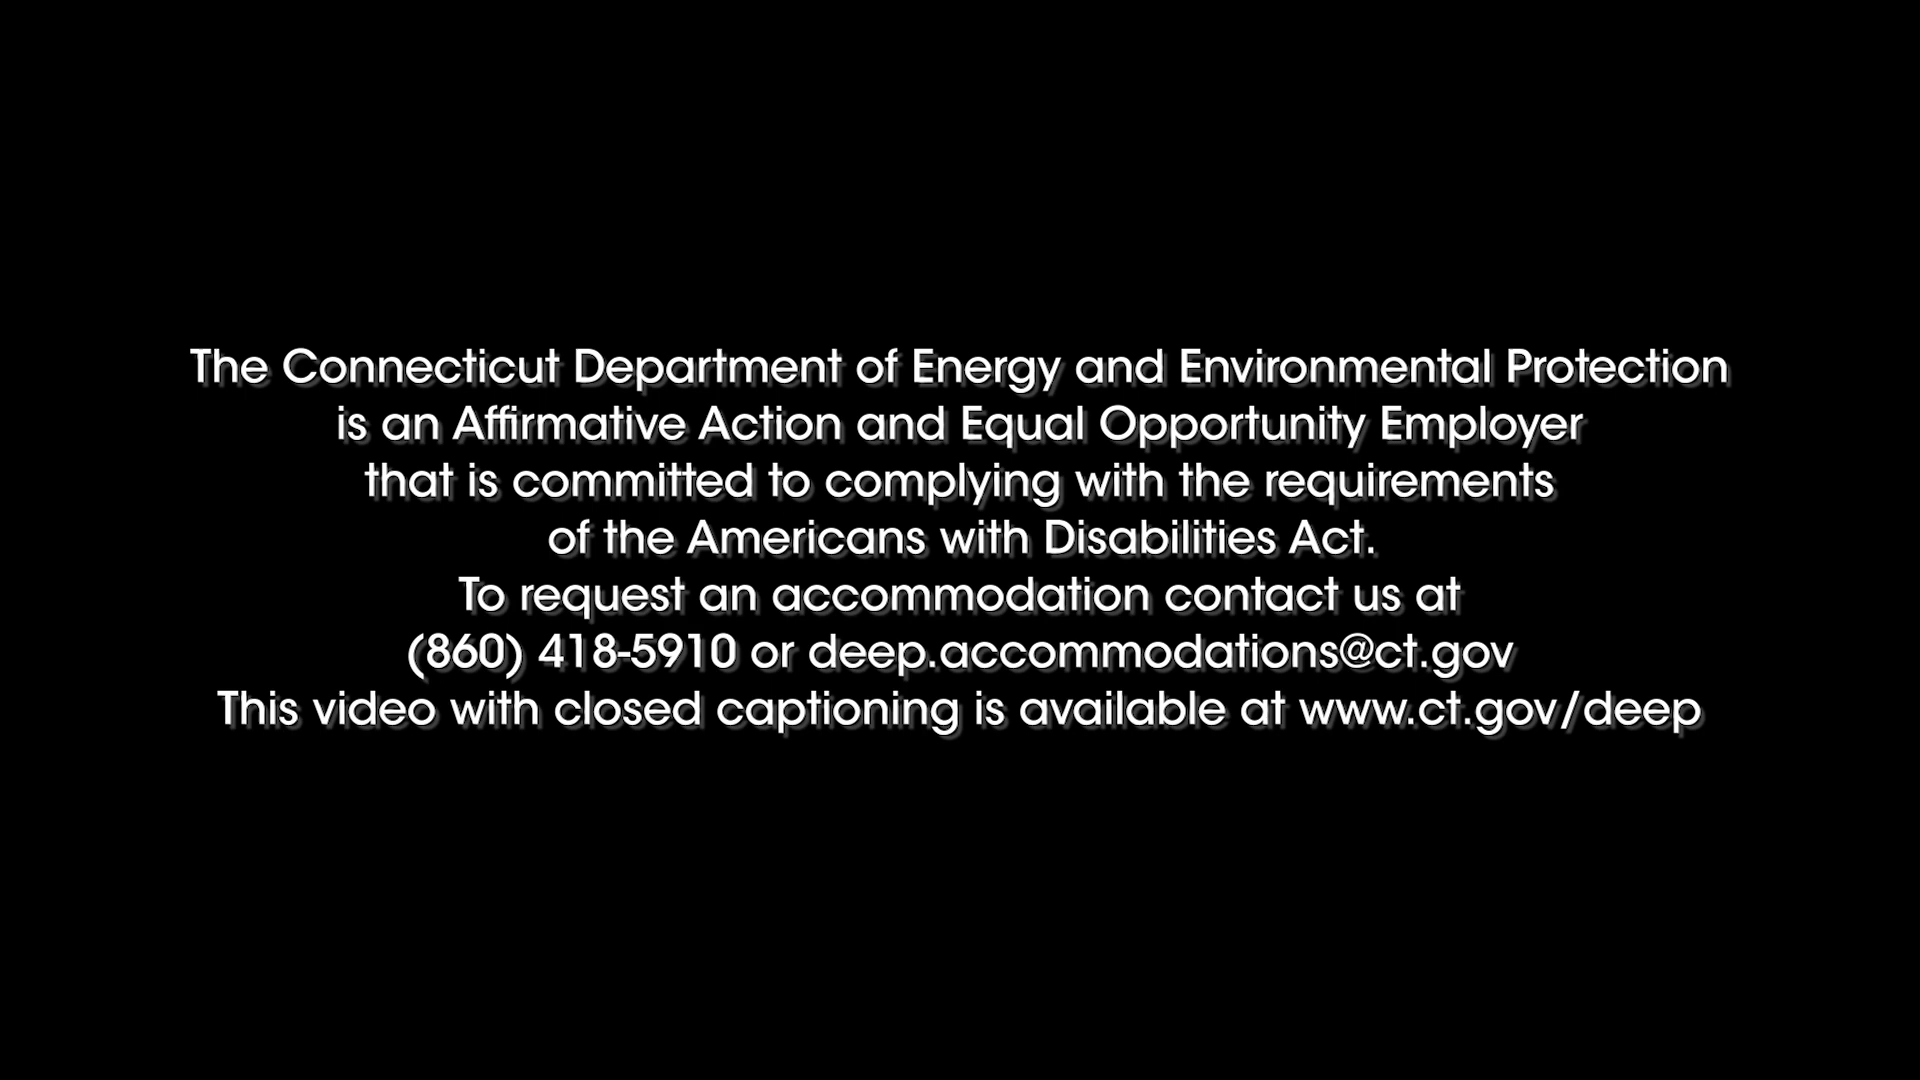 The Connecticut Department of Energy and Environmental Protection
is an Affirmative Action and Equal Opportunity Employer
that is committed to complying with the requirements
of the Americans with Disabilities Act.
To request an accommodation contact us at
(860) 418-5910 or deep.accommodations@ct.gov
This video with closed captioning is available at www.ct.gov/deep